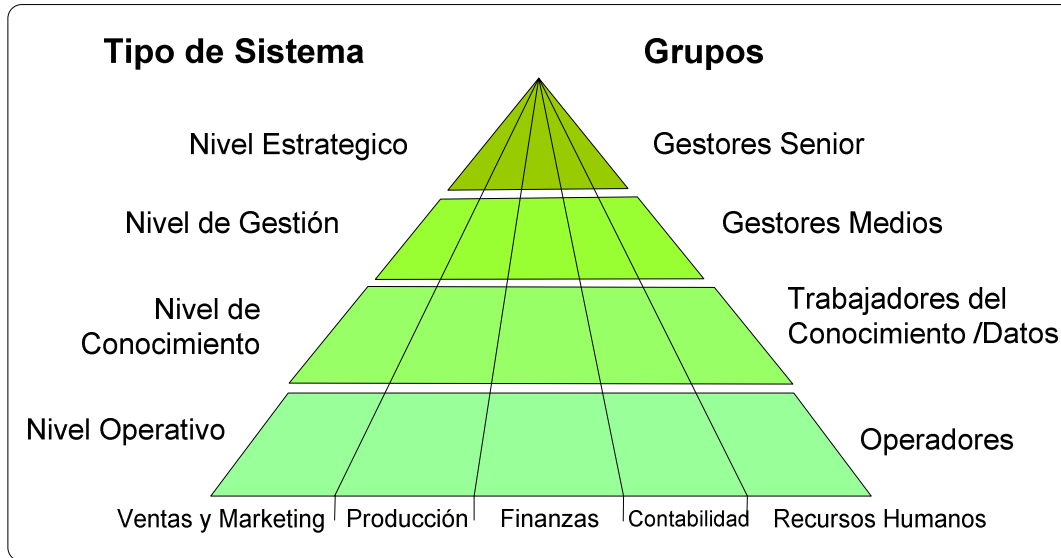 Tipo de Sistema
Grupos
Nivel Estrategico
Gestores Senior
Nivel de Gestión
Gestores Medios
Nivel de
Conocimiento
Trabajadores del
Conocimiento /Datos
Nivel Operativo
Operadores
Ventas y Marketing
Producción
Finanzas
Contabilidad
Recursos Humanos